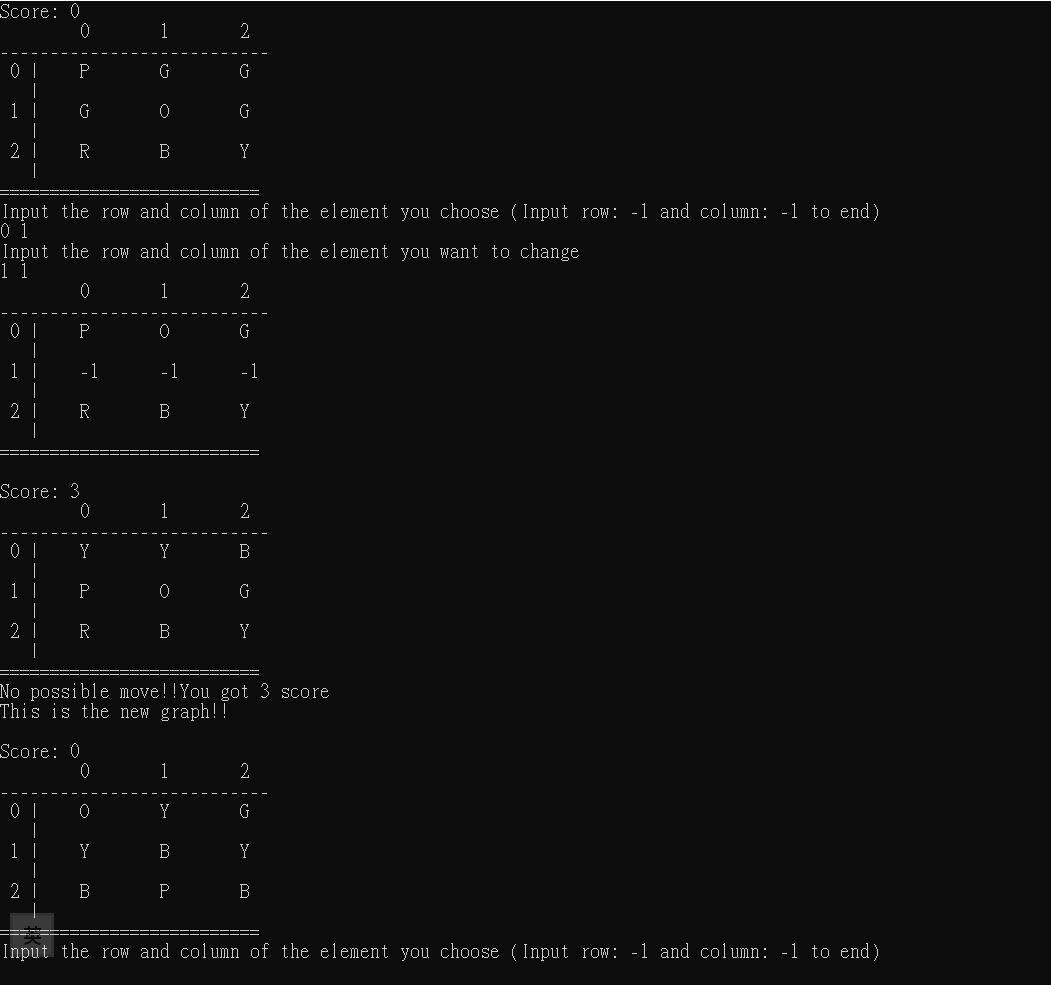 Score: 0
        0       1       2
---------------------------
 0 |    P       G       G
   |
 1 |    G       O       G
   |
 2 |    R       B       Y
   |
==========================
Input the row and column of the element you choose (Input row: -1 and column: -1 to end)
0 1
Input the row and column of the element you want to change
1 1
        0       1       2
---------------------------
 0 |    P       O       G
   |
 1 |    -1      -1      -1
   |
 2 |    R       B       Y
   |
==========================
Score: 3
        0       1       2
---------------------------
 0 |    Y       Y       B
   |
 1 |    P       O       G
   |
 2 |    R       B       Y
   |
==========================
No possible move!!You got 3 score
This is the new graph!!
Score: 0
        0       1       2
---------------------------
 0 |    O       Y       G
   |
 1 |    Y       B       Y
   |
 2 |    B       P       B
   |
==========================
英
Input the row and column of the element you choose (Input row: -1 and column: -1 to end)